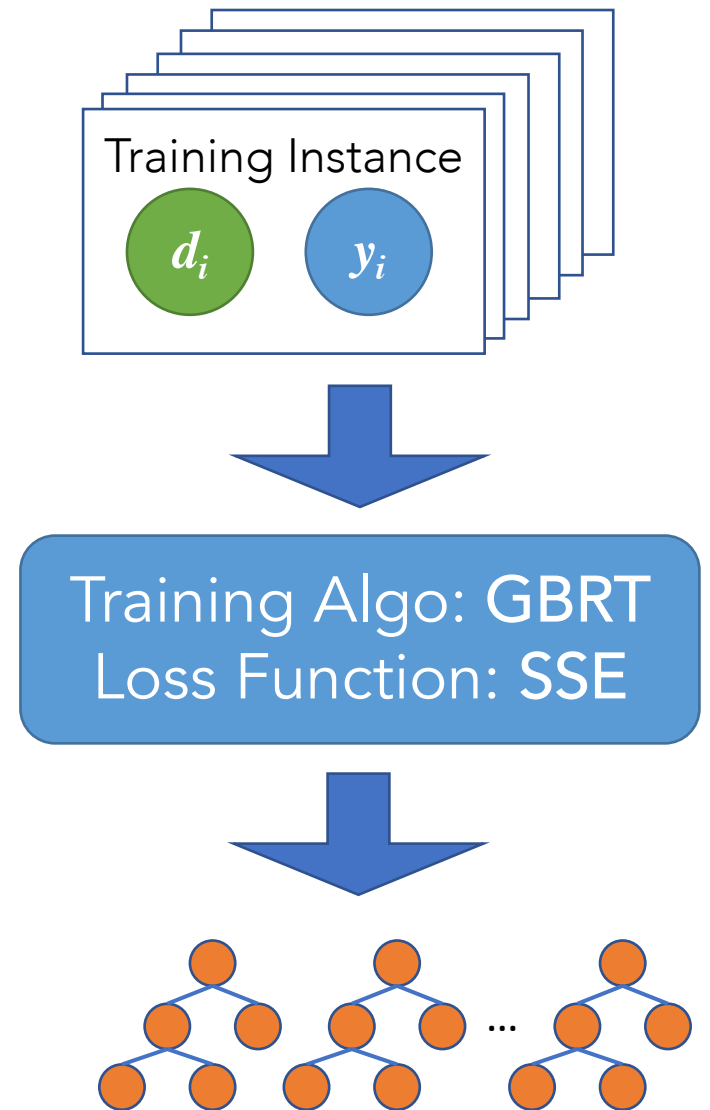 Training Instance
d_i y_i
Training Algo: GBRT
Loss Function: SSE
...